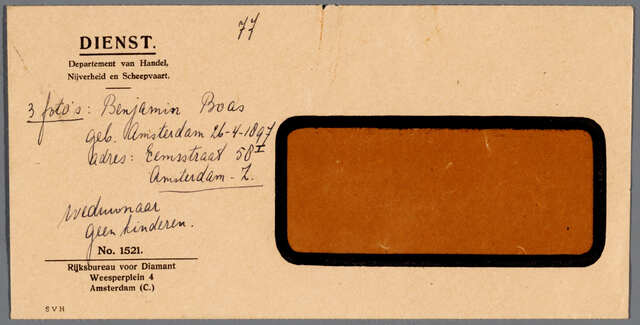 77
DIENST.
Departement van Handel,
Nijverheid en Scheepvaart.
3 foto's: Benjamin Boas
geb. Amsterdam 26-4-1897
adres: Eemsstraat 58 I
Amsterdam-Z.
weduwnaar
geen kinderen.
No. 1521.
Rijksbureau voor Diamant
Weesperplein 4
Amsterdam (C.)
SVH